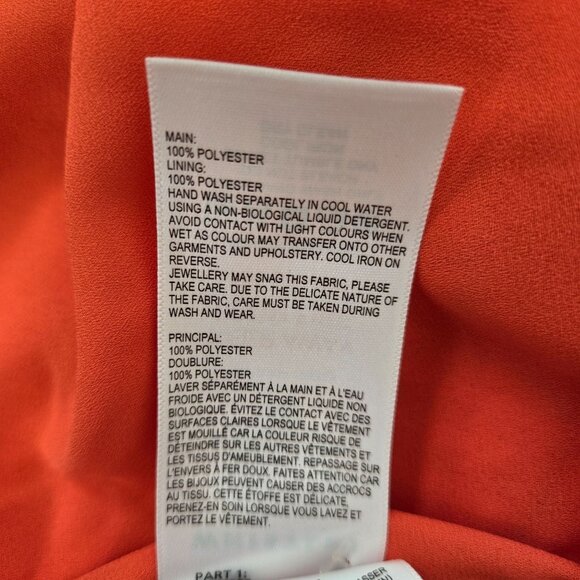 MAIN:
100% POLYESTER
LINING:
100% POLYESTER
HAND WASH SEPARATELY IN COOL WATER
USING A NON-BIOLOGICAL LIQUID DETERGENT.
AVOID CONTACT WITH LIGHT COLOURS WHEN
WET AS COLOUR MAY TRANSFER ONTO OTHER
GARMENTS AND UPHOLSTERY. COOL IRON ON
REVERSE.
JEWELLERY MAY SNAG THIS FABRIC, PLEASE
TAKE CARE. DUE TO THE DELICATE NATURE OF
THE FABRIC, CARE MUST BE TAKEN DURING
WASH AND WEAR.
PRINCIPAL:
100% POLYESTER
DOUBLURE:
100% POLYESTER
LAVER SÉPARÉMENT À LA MAIN ET À L'EAU
FROIDE AVEC UN DÉTERGENT LIQUIDE NON
BIOLOGIQUE. ÉVITEZ LE CONTACT AVEC DES
SURFACES CLAIRES LORSQUE LE VÊTEMENT
EST MOUILLÉ CAR LA COULEUR RISQUE DE
DÉTEINDRE SUR LES AUTRES VÊTEMENTS ET
LES TISSUS D'AMEUBLEMENT. REPASSAGE SUR
L'ENVERS À FER DOUX. FAITES ATTENTION CAR
LES BIJOUX PEUVENT CAUSER DES ACCROCS
AU TISSU. CETTE ÉTOFFE EST DÉLICATE,
PRENEZ-EN SOIN LORSQUE VOUS LAVEZ ET
PORTEZ LE VÊTEMENT.
PART 1: